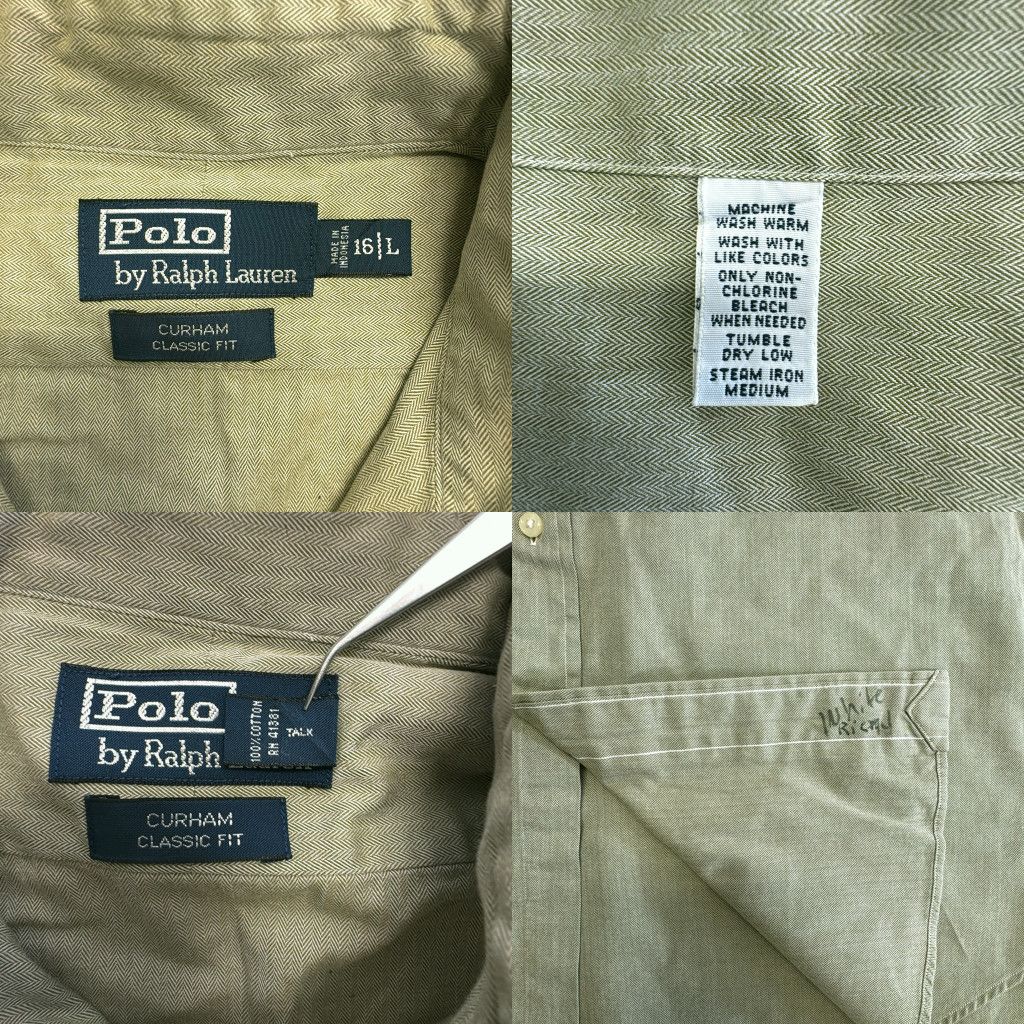 Polo
by Ralph Lauren
MADE IN
INDONESIA
16 L
CURHAM
CLASSIC FIT
MACHINE
WASH WARM
WASH WITH
LIKE COLORS
ONLY NON-
CHLORINE
BLEACH
WHEN NEEDED
TUMBLE
DRY LOW
STEAM IRON
MEDIUM
Polo
by Ralph
100% COTTON
RN 41381
TALK
CURHAM
CLASSIC FIT
White